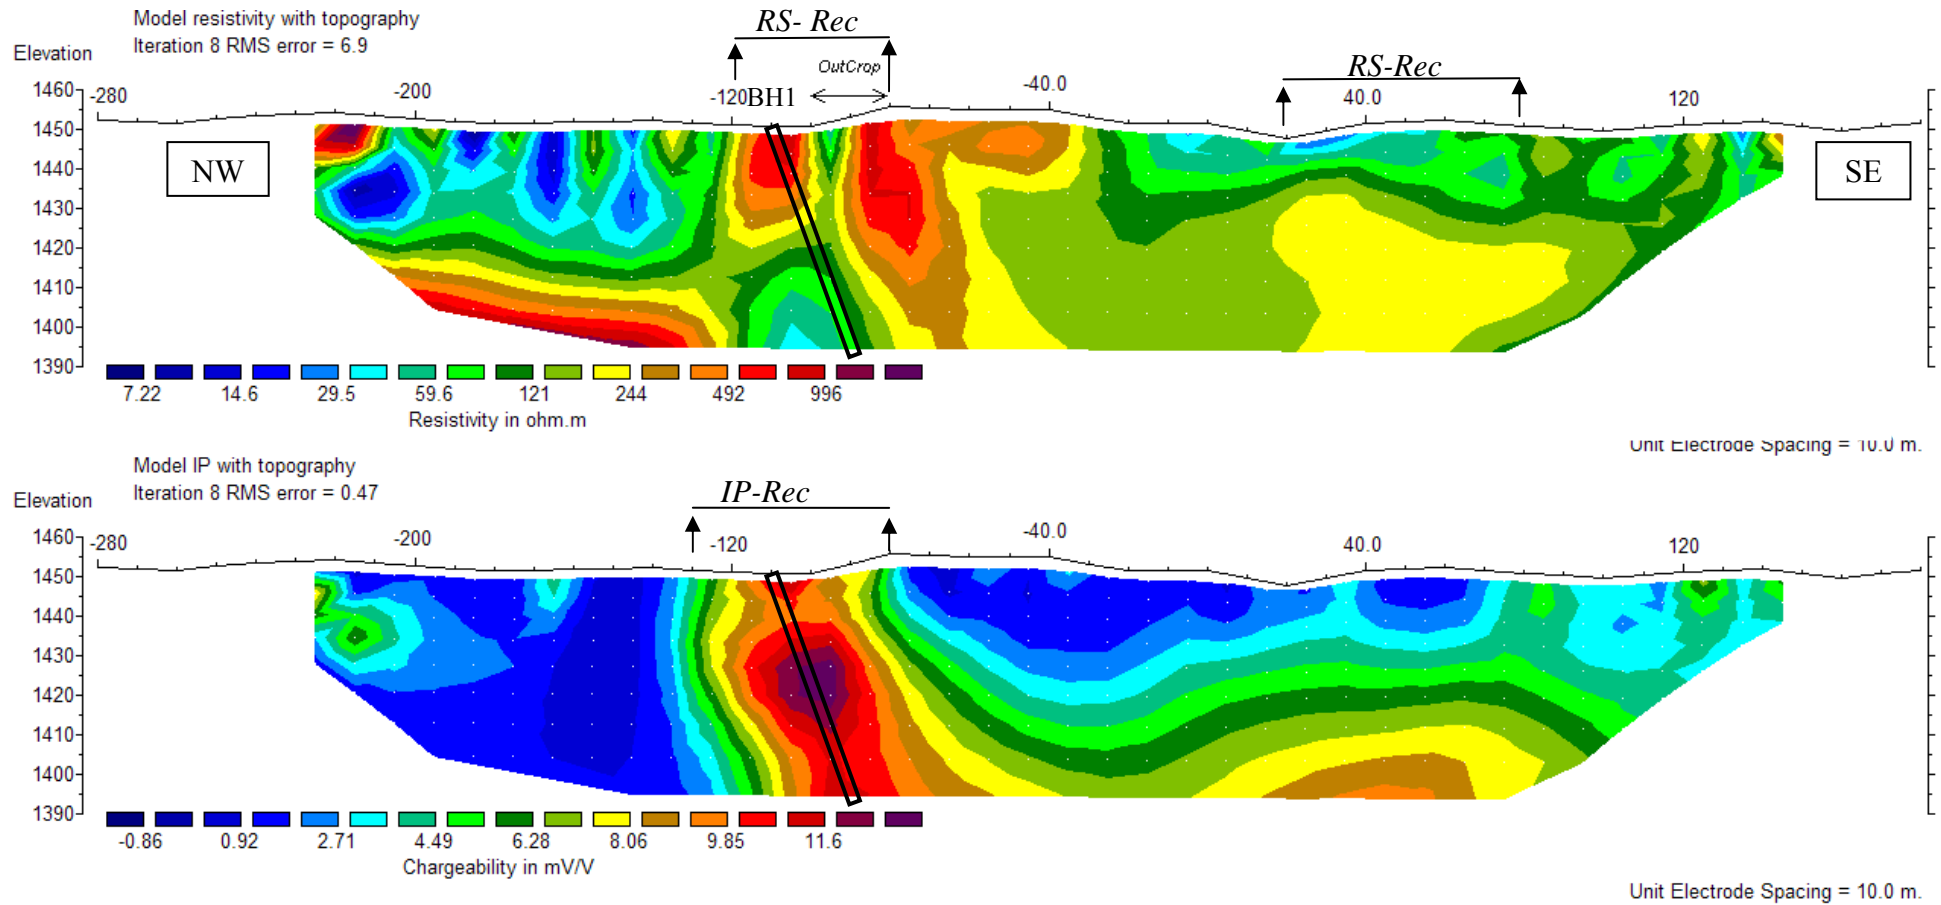 Model resistivity with topography
Iteration 8 RMS error = 6.9
RS- Rec
Elevation
OutCrop
RS-Rec
1460
-280
-200
-120
BH1
-40.0
40.0
120
1450
1440
NW
SE
1430
1420
1410
1400
1390
7.22 14.6 29.5 59.6 121 244 492 996
Resistivity in ohm.m
Unit Electrode Spacing = 10.0 m.
Model IP with topography
Iteration 8 RMS error = 0.47
IP-Rec
Elevation
1460
-280
-200
-120
-40.0
40.0
120
1450
1440
1430
1420
1410
1400
1390
-0.86 0.92 2.71 4.49 6.28 8.06 9.85 11.6
Chargeability in mV/V
Unit Electrode Spacing = 10.0 m.